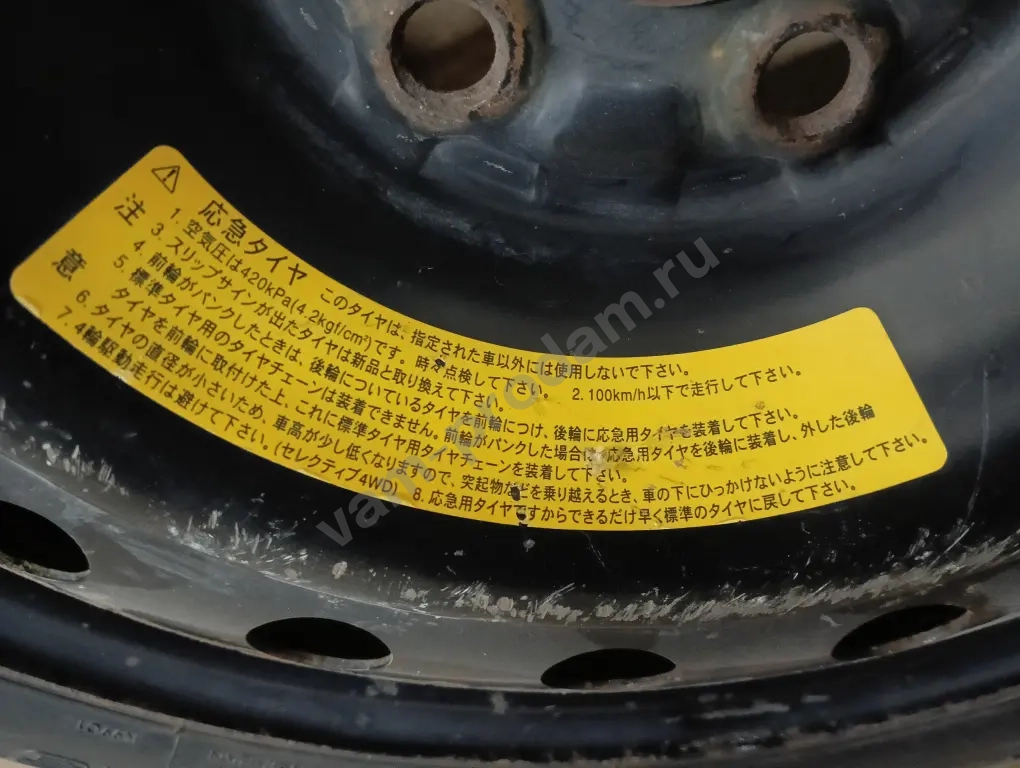 注意
応急タイヤ このタイヤは、指定された車以外には使用しないで下さい。
1. 空気圧は420kPa(4.2kgf/cm²)です。時々点検して下さい。 2. 100km/h以下で走行して下さい。
3. スリップサインが出たタイヤは新品と取り換えて下さい。
4. 前輪がパンクしたときは、後輪についているタイヤを前輪につけ、後輪に応急用タイヤを装着して下さい。
5. 標準タイヤ用のタイヤチェーンは装着できません。前輪がパンクした場合は、応急用タイヤを後輪に装着し、外した後輪
タイヤを前輪に取付けた上、これに標準タイヤ用タイヤチェーンを装着して下さい。
6. タイヤの直径が小さいため、車高が少し低くなりますので、突起物などを乗り越えるとき、車の下にひっかけないように注意して下さい。
7. 4輪駆動走行は避けて下さい。(セレクティブ4WD) 8. 応急用タイヤですからできるだけ早く標準のタイヤに戻して下さい。